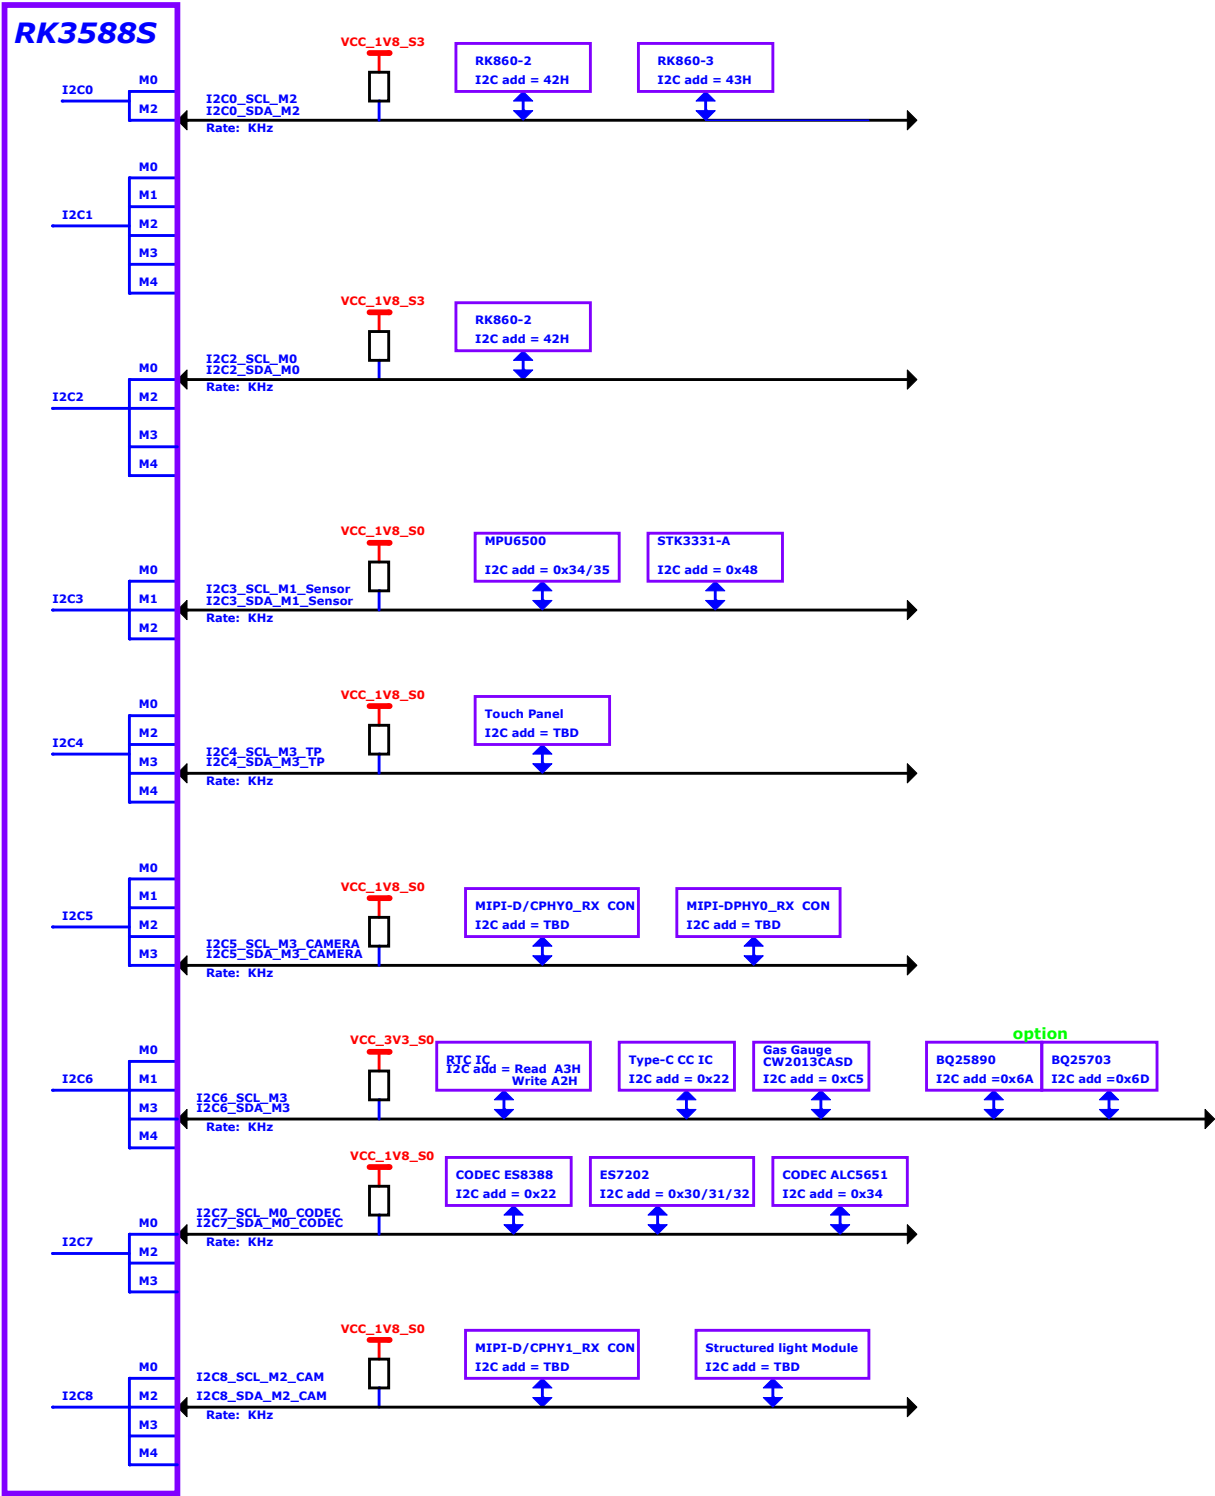 RK3588S
I2C0
M0
M2
I2C0_SCL_M2
I2C0_SDA_M2
Rate:  KHz
VCC_1V8_S3
RK860-2
I2C add = 42H
RK860-3
I2C add = 43H
I2C1
M0
M1
M2
M3
M4
I2C2
M0
M2
M3
M4
I2C2_SCL_M0
I2C2_SDA_M0
Rate:  KHz
VCC_1V8_S3
RK860-2
I2C add = 42H
I2C3
M0
M1
M2
I2C3_SCL_M1_Sensor
I2C3_SDA_M1_Sensor
Rate:  KHz
VCC_1V8_S0
MPU6500
I2C add = 0x34/35
STK3331-A
I2C add = 0x48
I2C4
M0
M2
M3
M4
I2C4_SCL_M3_TP
I2C4_SDA_M3_TP
Rate:  KHz
VCC_1V8_S0
Touch Panel
I2C add = TBD
I2C5
M0
M1
M2
M3
I2C5_SCL_M3_CAMERA
I2C5_SDA_M3_CAMERA
Rate:  KHz
VCC_1V8_S0
MIPI-D/CPHY0_RX  CON
I2C add = TBD
MIPI-DPHY0_RX  CON
I2C add = TBD
I2C6
M0
M1
M3
M4
I2C6_SCL_M3
I2C6_SDA_M3
Rate:  KHz
VCC_3V3_S0
RTC IC
I2C add = Read  A3H
Write A2H
Type-C CC IC
I2C add = 0x22
Gas Gauge
CW2013CASD
I2C add = 0xC5
option
BQ25890
I2C add =0x6A
BQ25703
I2C add =0x6D
I2C7
M0
M2
M3
I2C7_SCL_M0_CODEC
I2C7_SDA_M0_CODEC
Rate:  KHz
VCC_1V8_S0
CODEC ES8388
I2C add = 0x22
ES7202
I2C add = 0x30/31/32
CODEC ALC5651
I2C add = 0x34
I2C8
M0
M2
M3
M4
I2C8_SCL_M2_CAM
I2C8_SDA_M2_CAM
Rate:  KHz
VCC_1V8_S0
MIPI-D/CPHY1_RX  CON
I2C add = TBD
Structured light Module
I2C add = TBD